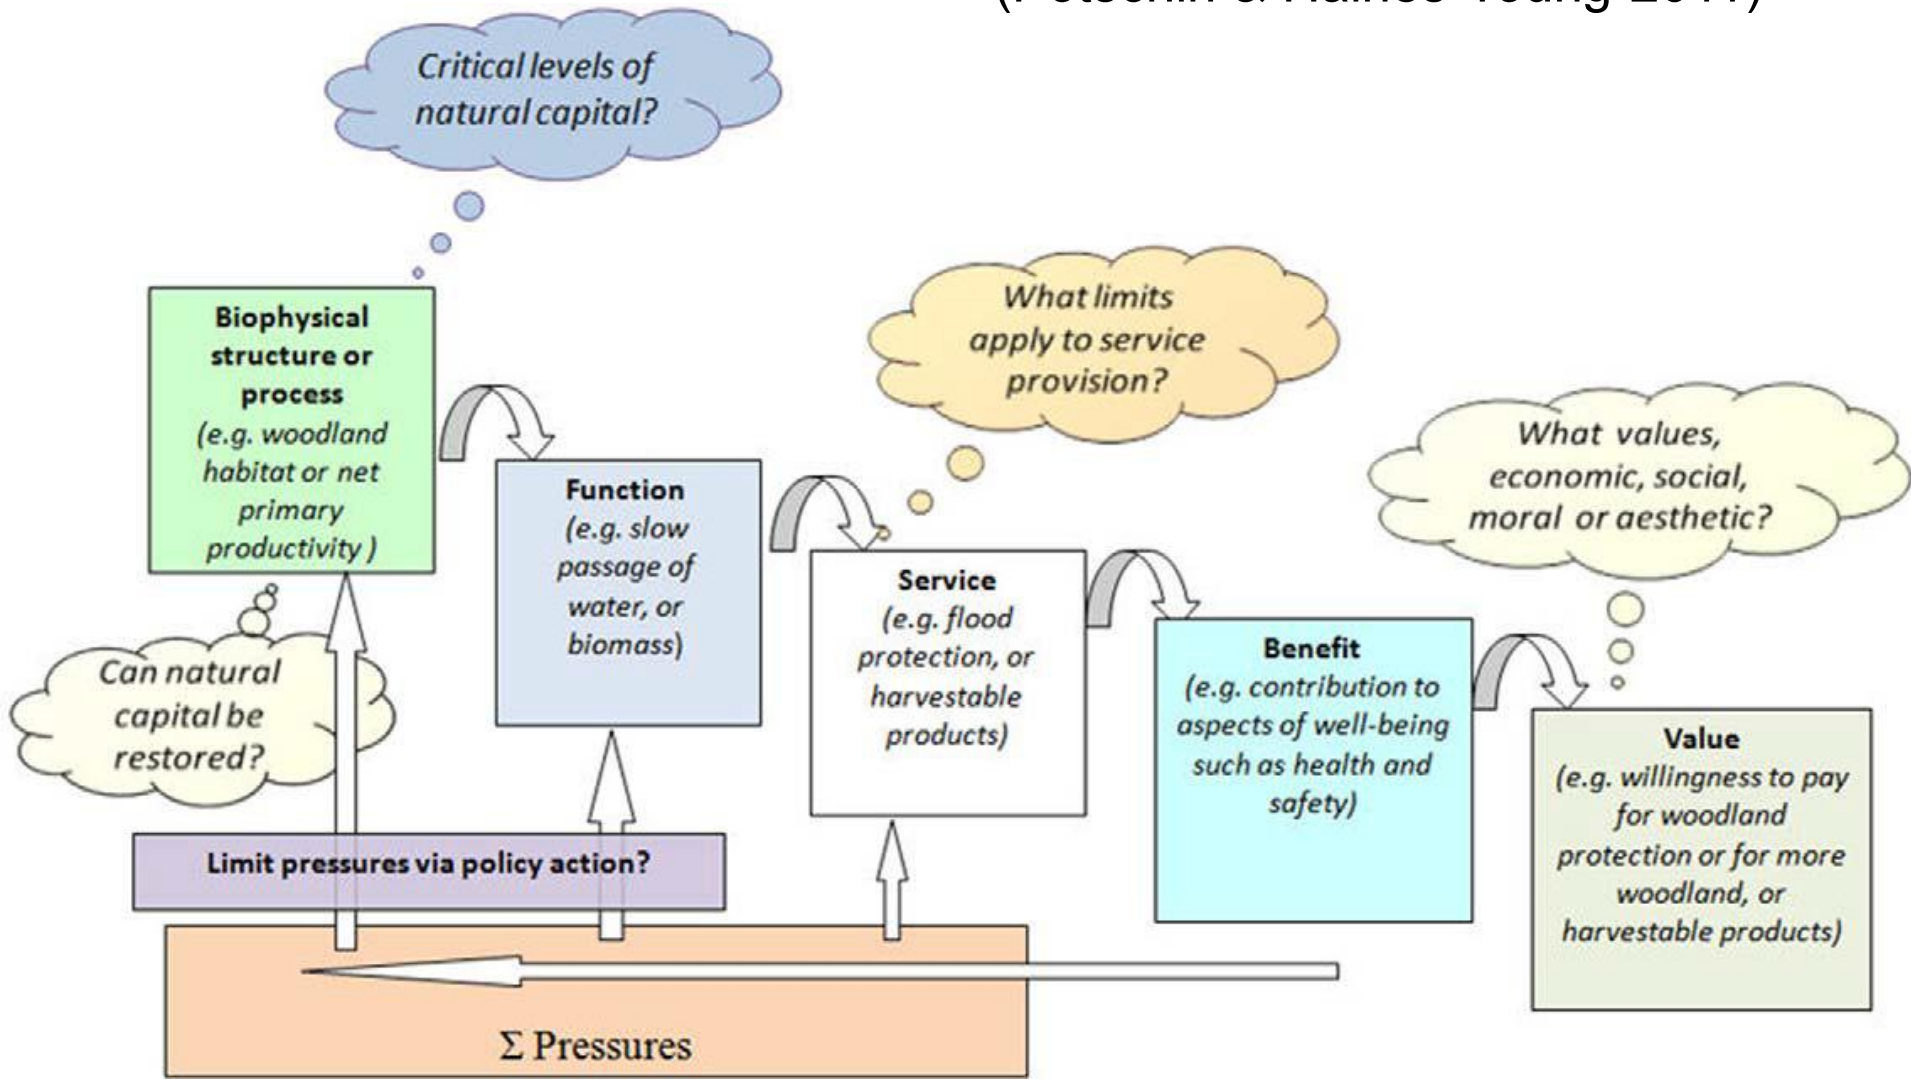 (Potschin & Haines-Young 2011)
Critical levels of
natural capital?
Biophysical
structure or
process
(e.g. woodland
habitat or net
primary
productivity )
What limits
apply to service
provision?
Function
(e.g. slow
passage of
water, or
biomass)
What values,
economic, social,
moral or aesthetic?
Service
(e.g. flood
protection, or
harvestable
products)
Can natural
capital be
restored?
Benefit
(e.g. contribution to
aspects of well-being
such as health and
safety)
Value
(e.g. willingness to pay
for woodland
protection or for more
woodland, or
harvestable products)
Limit pressures via policy action?
Σ Pressures